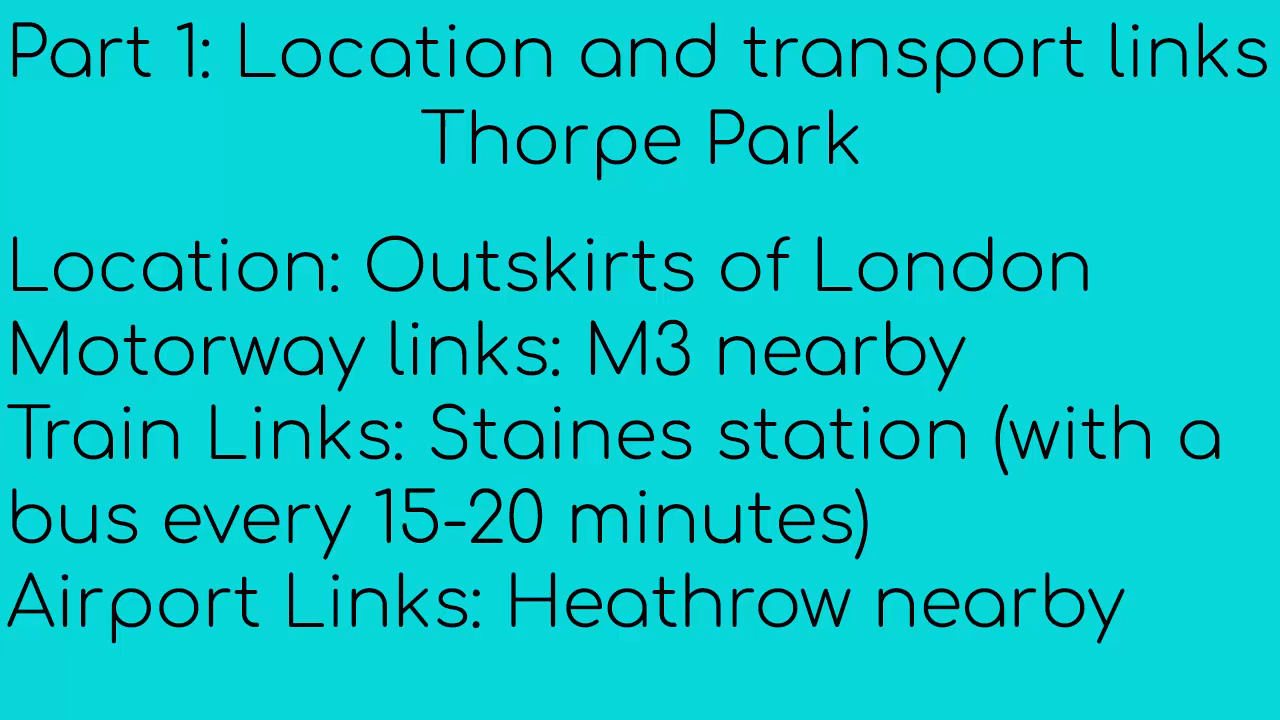 Part 1: Location and transport links
Thorpe Park
Location: Outskirts of London
Motorway links: M3 nearby
Train Links: Staines station (with a
bus every 15-20 minutes)
Airport Links: Heathrow nearby